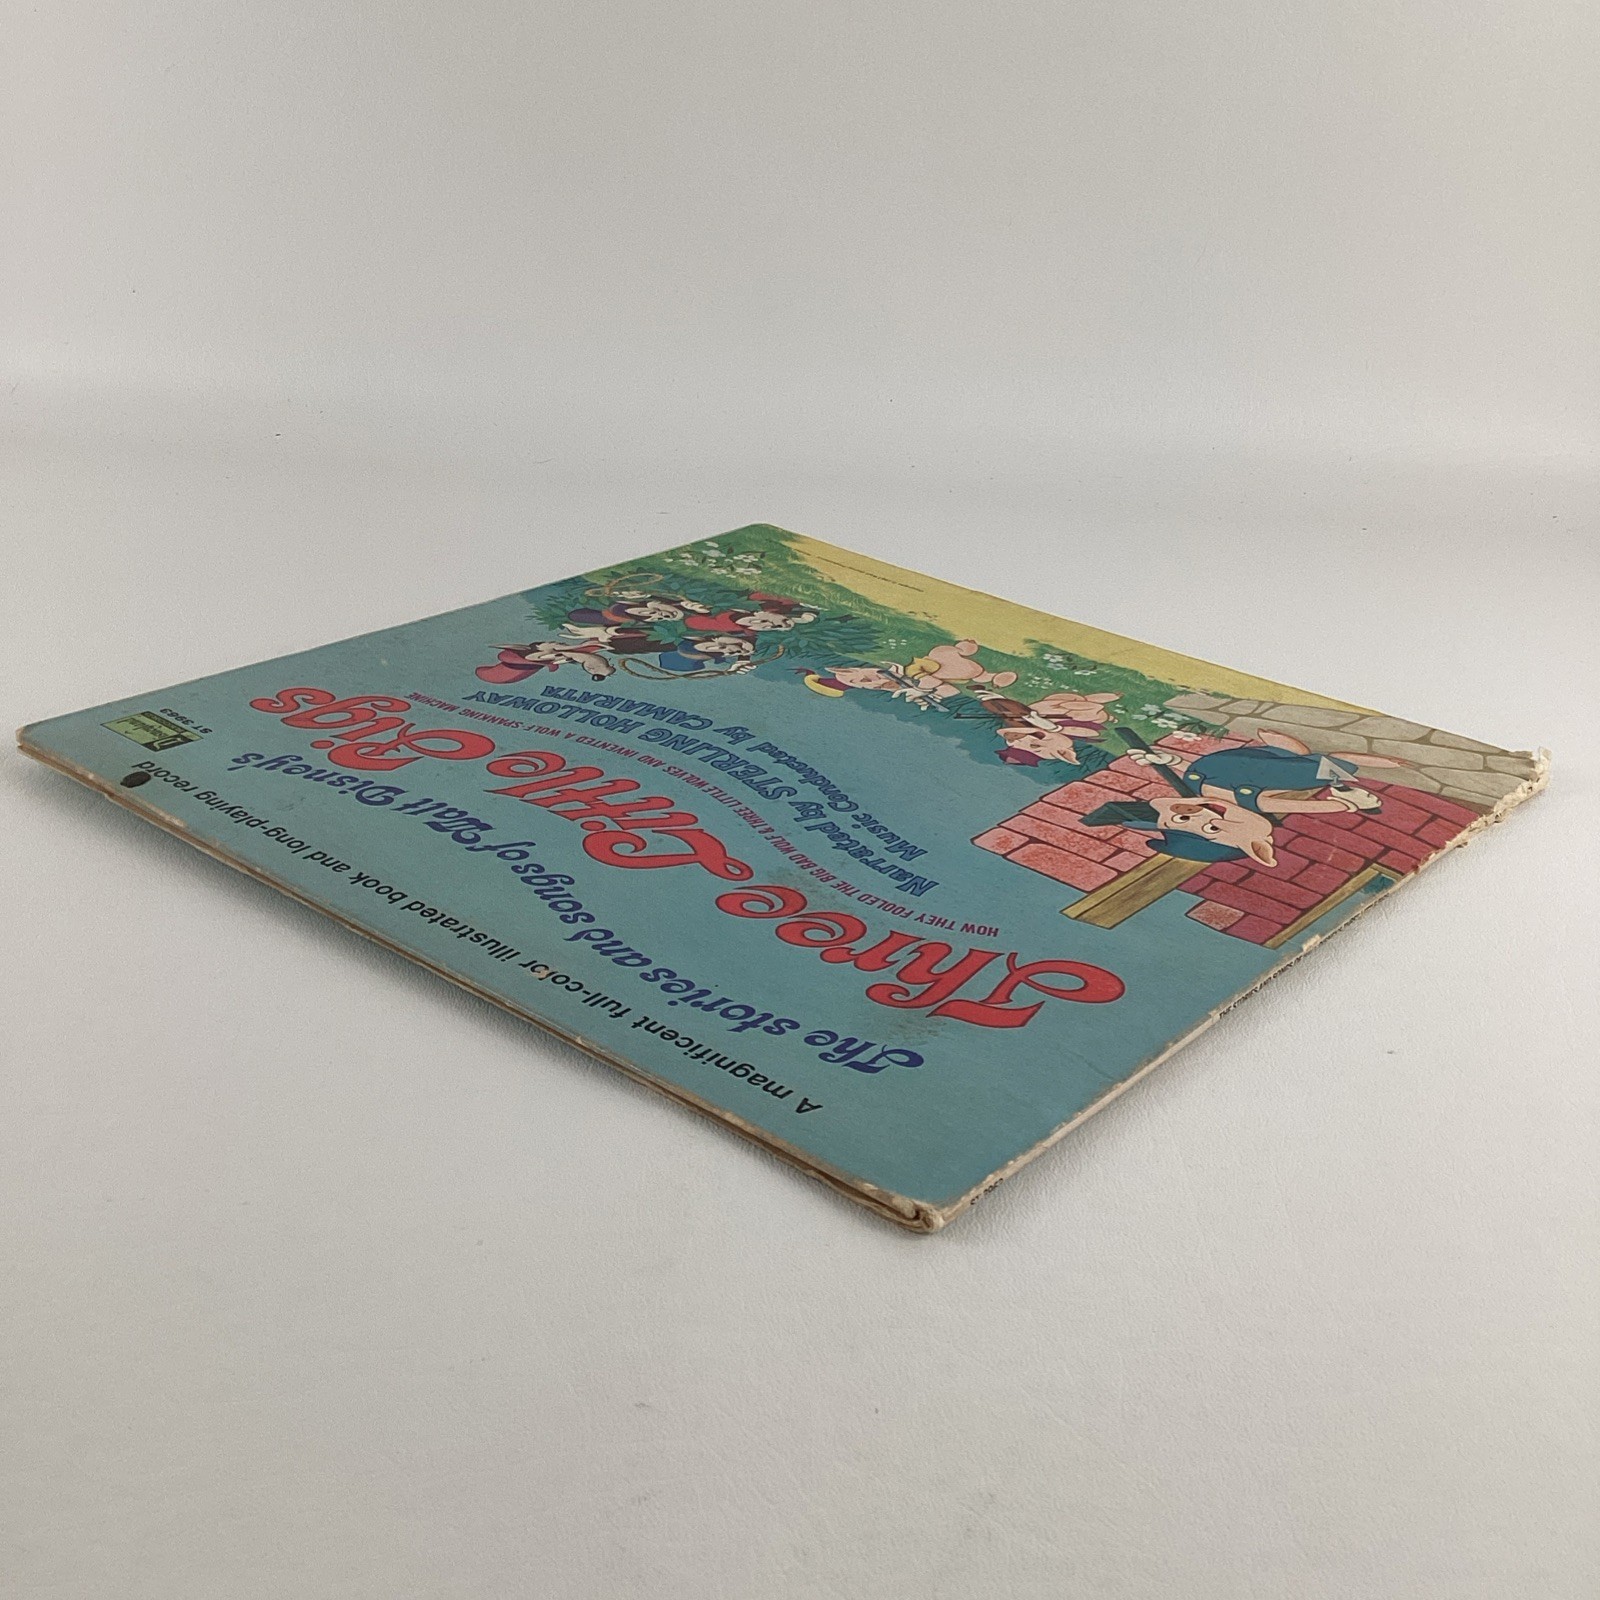 A magnificent full-color illustrated book and long-playing record
The stories and songs of Walt Disney's
ST 3963
Three Little Pigs
HOW THEY FOOLED THE BIG BAD WOLF & THREE LITTLE WOLVES AND INVENTED A WOLF-SPANKING MACHINE
Narrated by STERLING HOLLOWAY
Music Conducted by CAMARATA